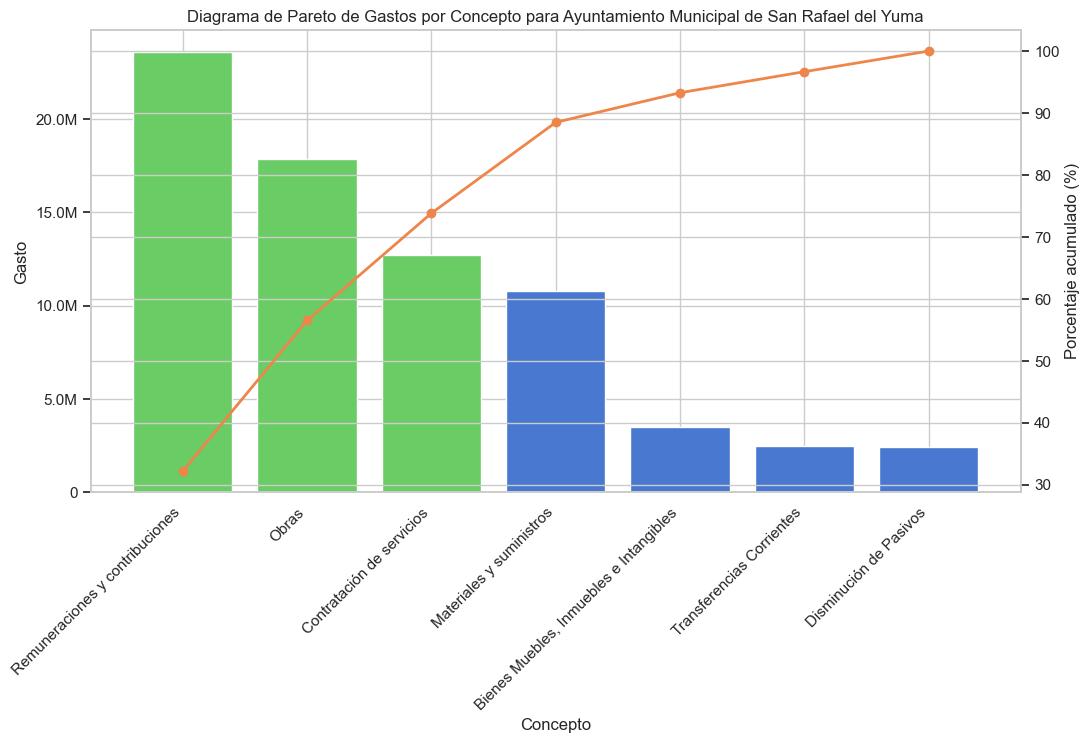 Diagrama de Pareto de Gastos por Concepto para Ayuntamiento Municipal de San Rafael del Yuma
Gasto
20.0M
15.0M
10.0M
5.0M
0
100
90
80
70
60
50
40
30
Porcentaje acumulado (%)
Remuneraciones y contribuciones
Obras
Contratación de servicios
Materiales y suministros
Bienes Muebles, Inmuebles e Intangibles
Transferencias Corrientes
Disminución de Pasivos
Concepto